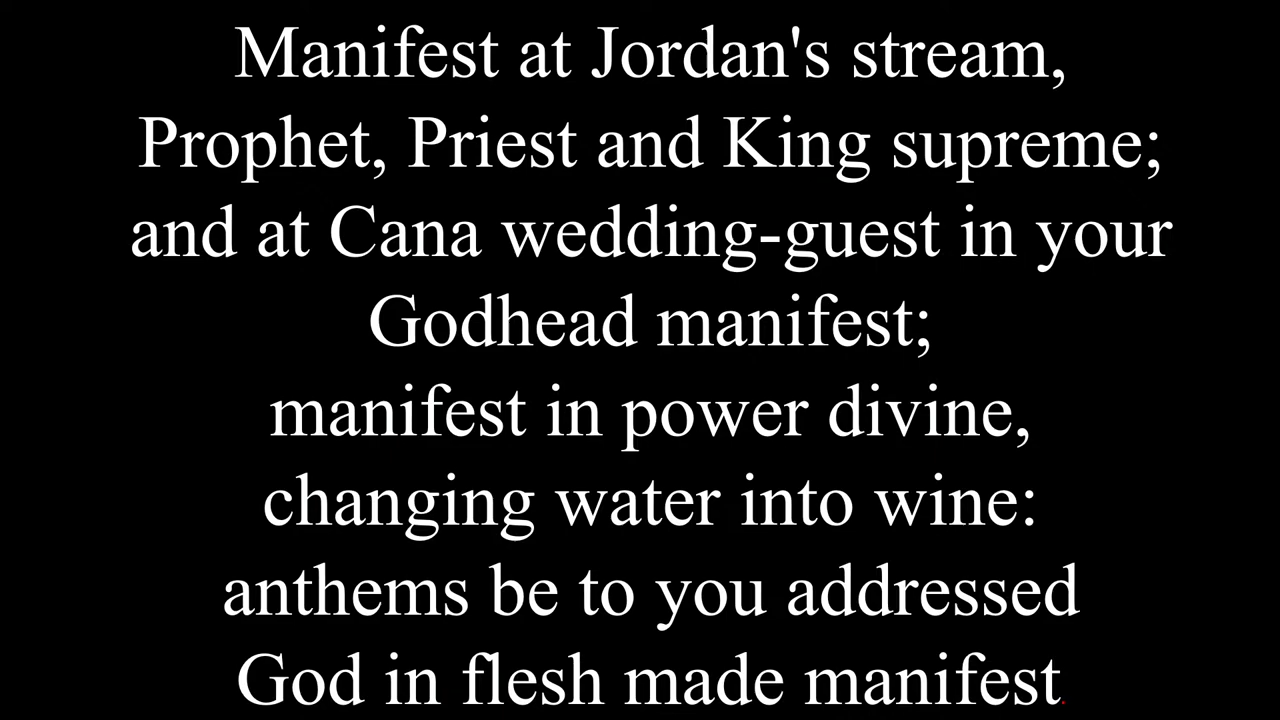 Manifest at Jordan's stream,
Prophet, Priest and King supreme;
and at Cana wedding-guest in your
Godhead manifest;
manifest in power divine,
changing water into wine:
anthems be to you addressed
God in flesh made manifest.